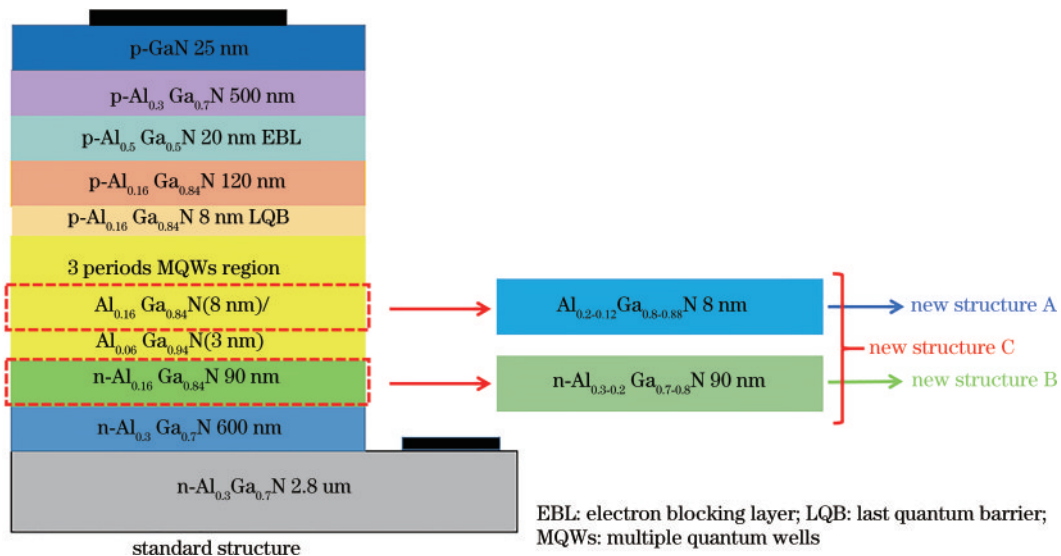 p-GaN 25 nm
p-Al0.3 Ga0.7N 500 nm
p-Al0.5 Ga0.5N 20 nm EBL
p-Al0.16 Ga0.84N 120 nm
p-Al0.16 Ga0.84N 8 nm LQB
3 periods MQWs region
Al0.16 Ga0.84N(8 nm)/
Al0.06 Ga0.94N(3 nm)
n-Al0.16 Ga0.84N 90 nm
n-Al0.3 Ga0.7N 600 nm
n-Al0.3Ga0.7N 2.8 um
standard structure
Al0.2-0.12Ga0.8-0.88N 8 nm
new structure A
new structure C
n-Al0.3-0.2 Ga0.7-0.8N 90 nm
new structure B
EBL: electron blocking layer; LQB: last quantum barrier;
MQWs: multiple quantum wells